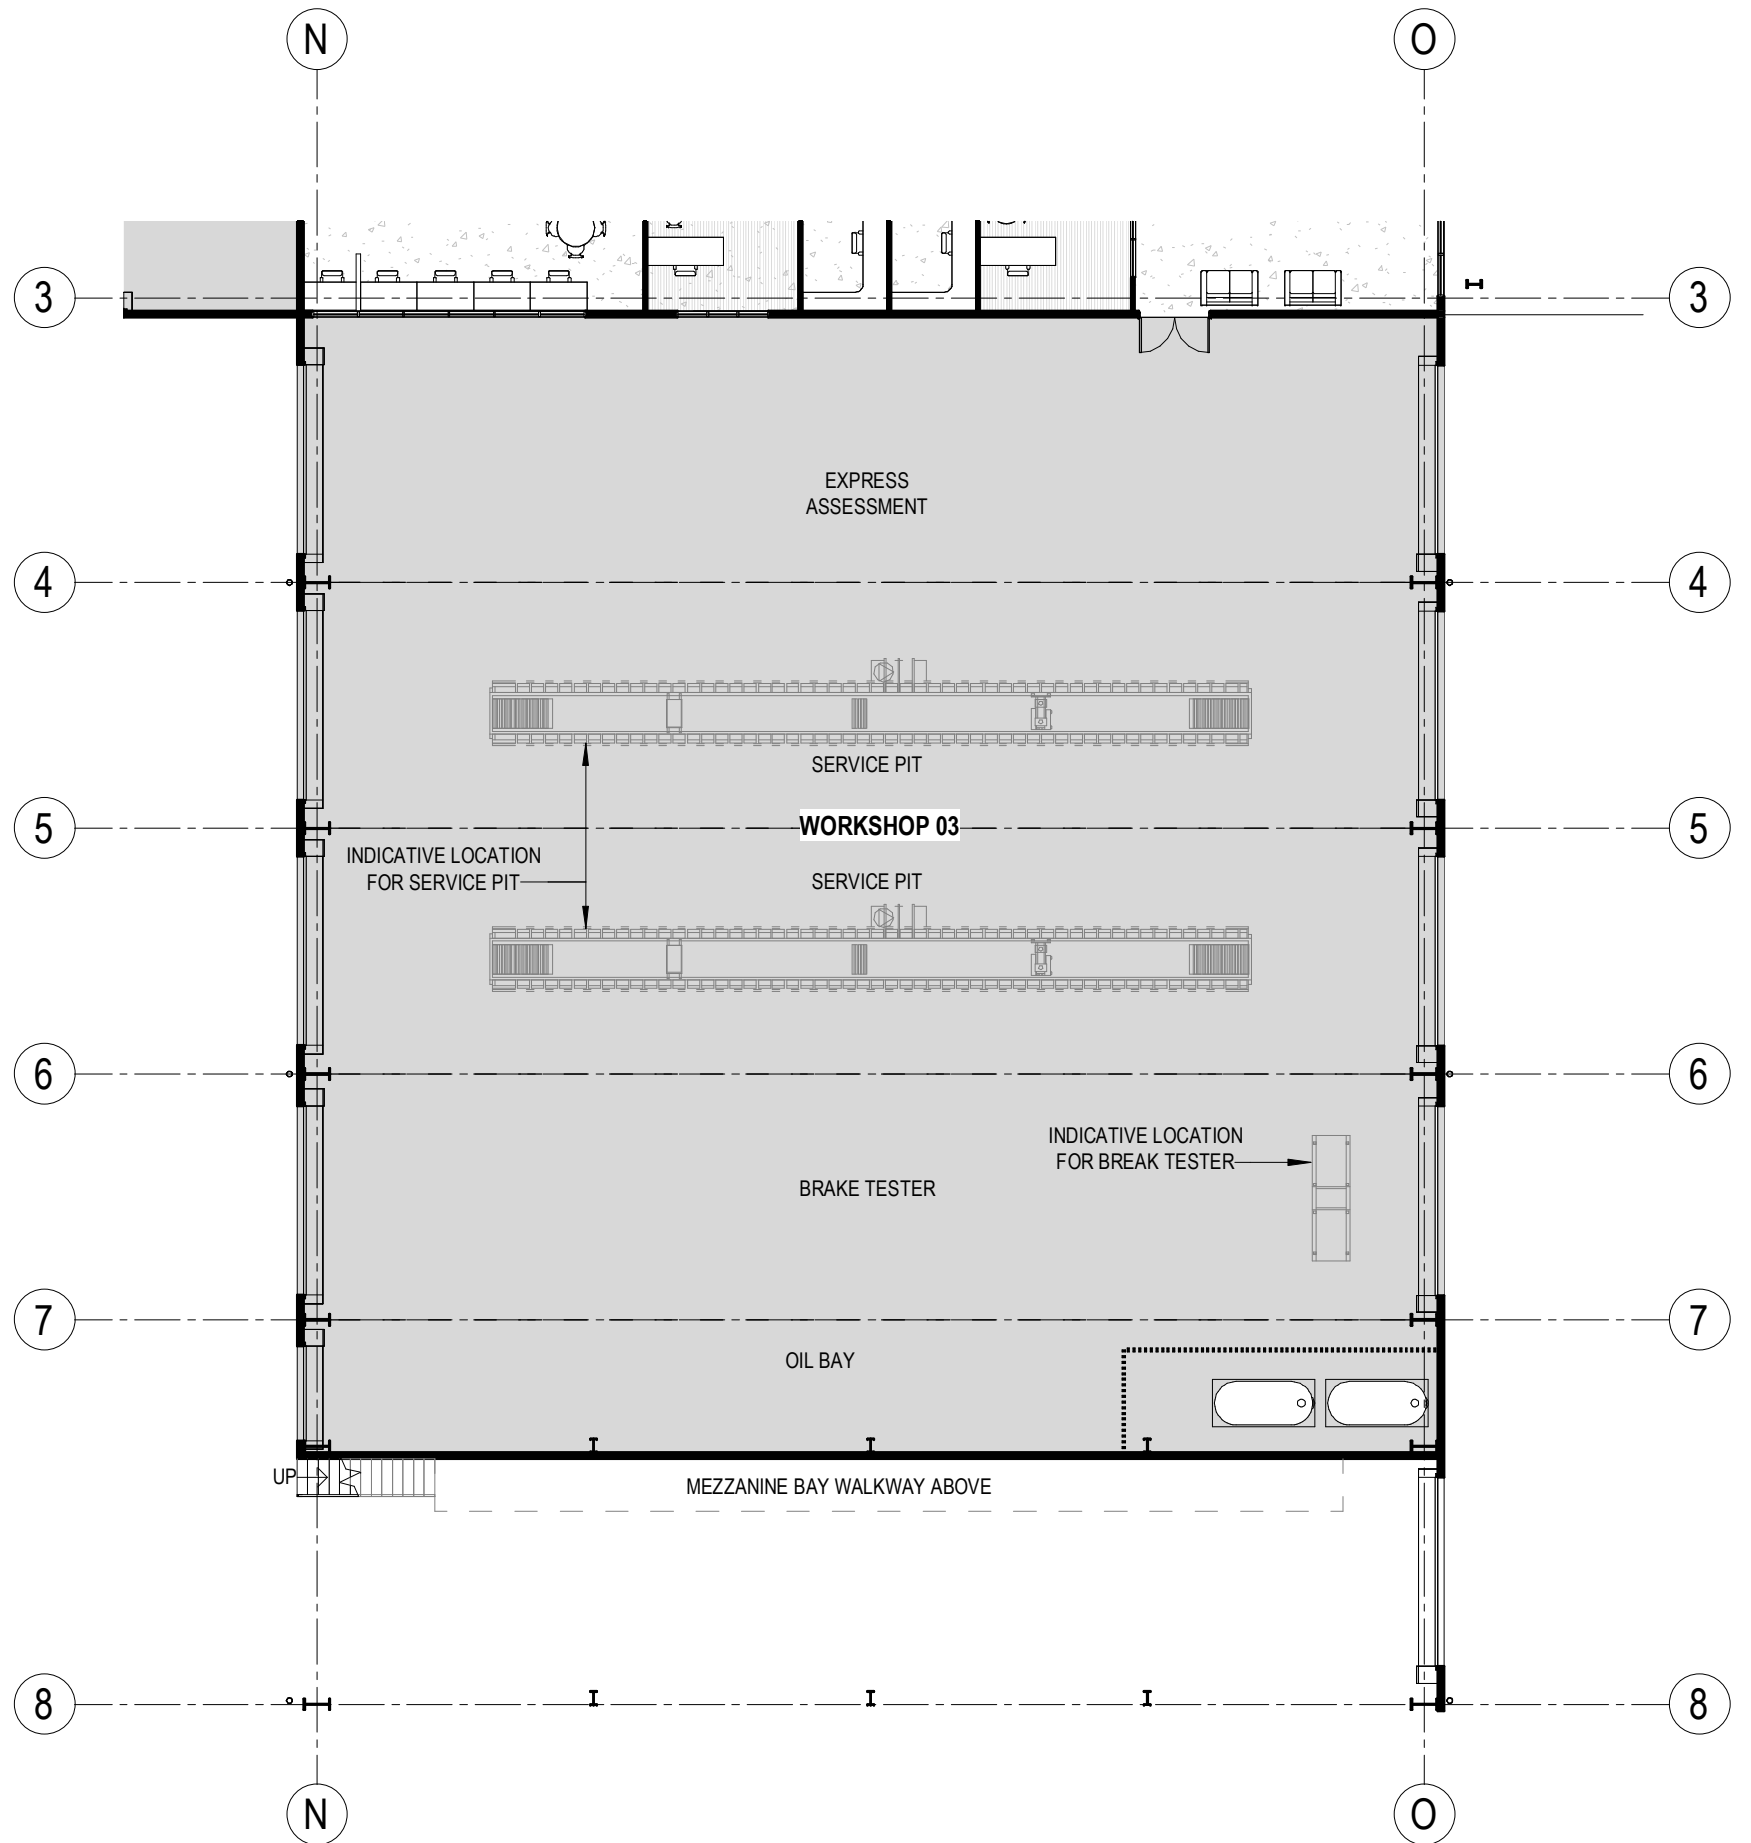 N
O
3
3
EXPRESS
ASSESSMENT
4
4
SERVICE PIT
5
WORKSHOP 03
5
INDICATIVE LOCATION
FOR SERVICE PIT
SERVICE PIT
6
6
INDICATIVE LOCATION
FOR BREAK TESTER
BRAKE TESTER
7
7
OIL BAY
UP
MEZZANINE BAY WALKWAY ABOVE
8
8
N
O